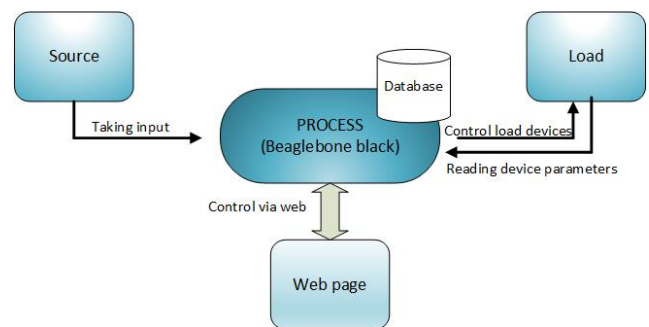 Source
Load
Database
Taking input
PROCESS
(Beaglebone black)
Control load devices
Reading device parameters
Control via web
Web page